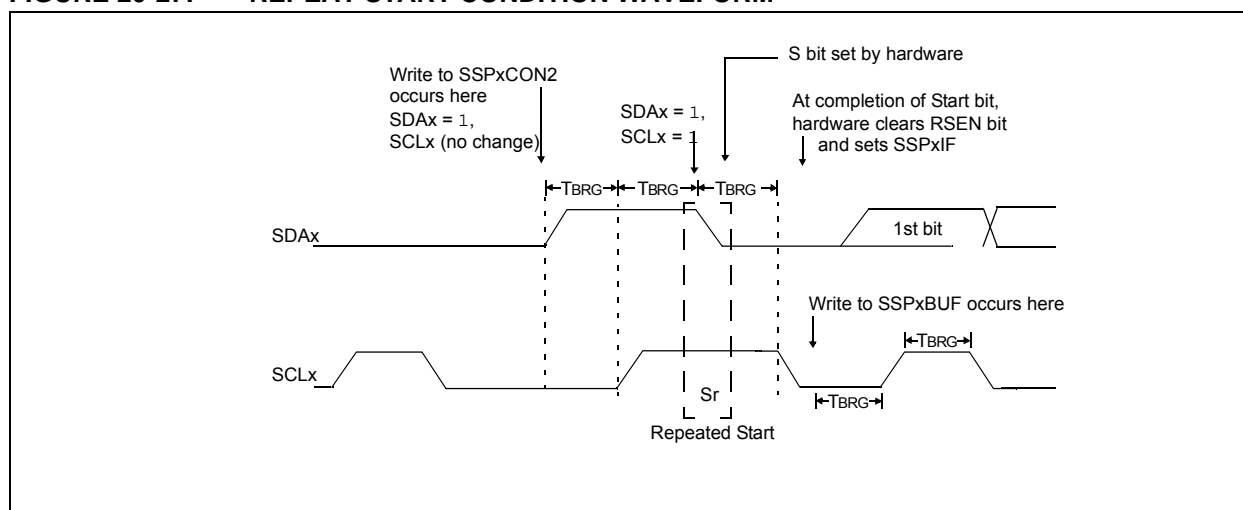 FIGURE REPEAT START CONDITION WAVEFORM
S bit set by hardware
Write to SSPxCON2
occurs here
SDAx = 1,
SCLx (no change)
SDAx = 1,
SCLx = 1
At completion of Start bit,
hardware clears RSEN bit
and sets SSPxIF
TBRG TBRG TBRG
SDAx
1st bit
Write to SSPxBUF occurs here
TBRG
SCLx
Sr
TBRG
Repeated Start